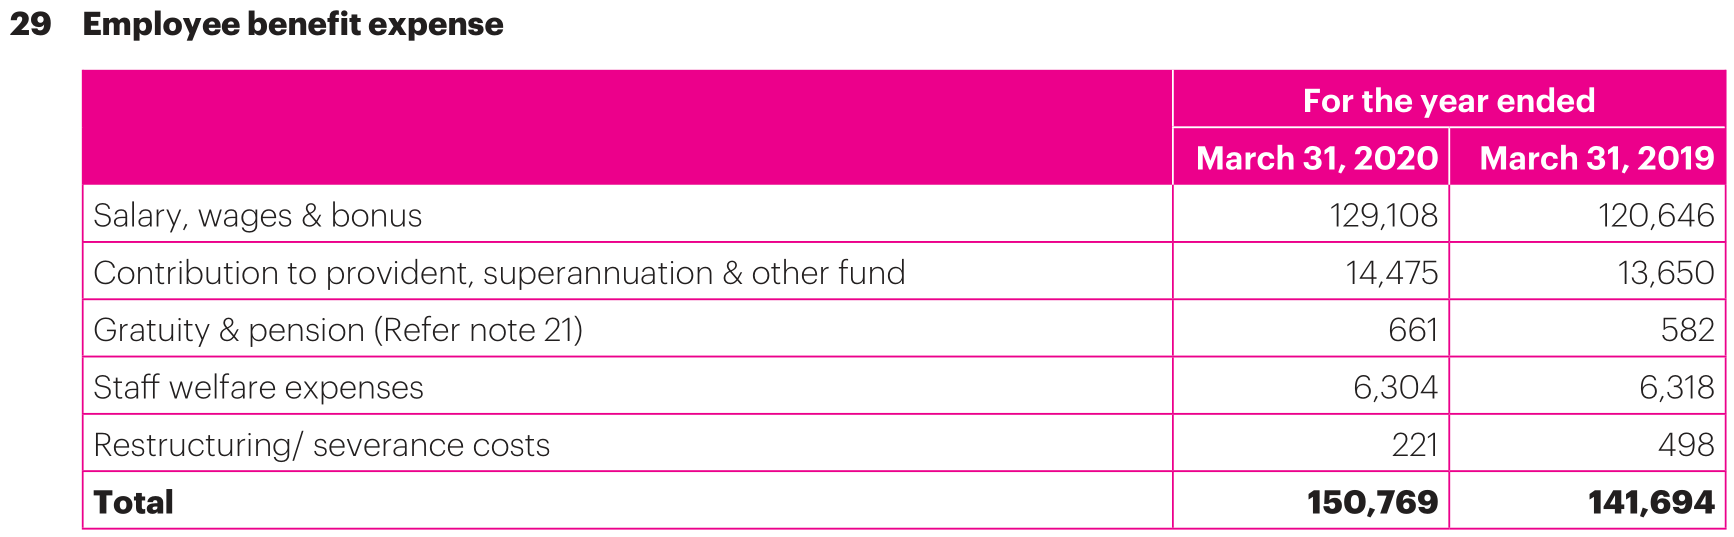 29 Employee benefit expense
For the year ended
March 31, 2020 March 31, 2019
Salary, wages & bonus 129,108 120,646
Contribution to provident, superannuation & other fund 14,475 13,650
Gratuity & pension (Refer note 21) 661 582
Staff welfare expenses 6,304 6,318
Restructuring/ severance costs 221 498
Total 150,769 141,694